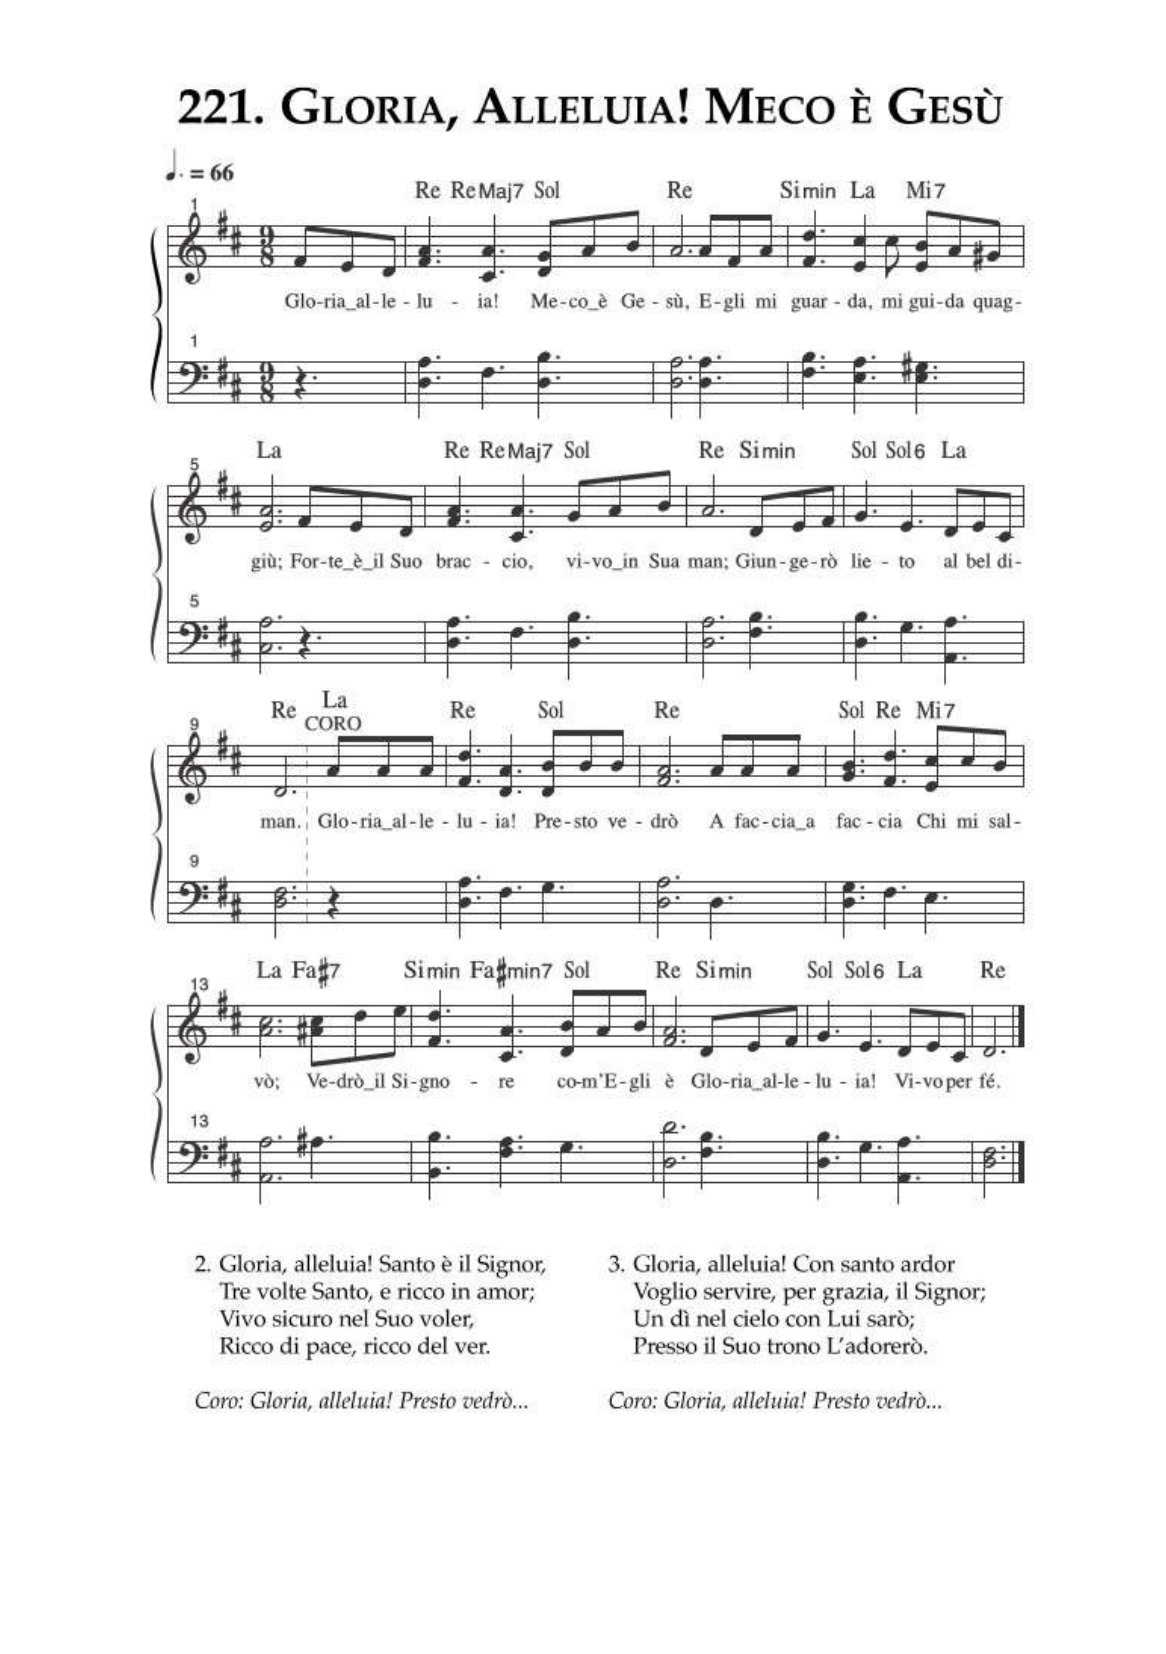 221. GLORIA, ALLELUIA! MECO È GESÙ
♩. = 66
Re ReMaj7 Sol Re Simin La Mi7
1
9 8
Glo-ria_al-le-lu - ia! Me-co_è Ge-sù, E-gli mi guar-da, mi gui-da quag-
1
9 8
La Re ReMaj7 Sol Re Simin Sol Sol6 La
5
giù; For-te_è_il Suo brac - cio, vi-vo_in Sua man; Giun-ge-rò lie - to al bel di-
5
Re La Re Sol Re Sol Re Mi7
CORO
9
man. Glo-ria_al-le - lu - ia! Pre-sto ve - drò A fac-cia_a fac - cia Chi mi sal-
9
La Fa#7 Simin Fa#min7 Sol Re Simin Sol Sol6 La Re
13
vò; Ve-drò_il Si-gno - re co-m'E-gli è Glo-ria_al-le-lu - ia! Vi-vo per fé.
13
2. Gloria, alleluia! Santo è il Signor,
Tre volte Santo, e ricco in amor;
Vivo sicuro nel Suo voler,
Ricco di pace, ricco del ver.
Coro: Gloria, alleluia! Presto vedrò...
3. Gloria, alleluia! Con santo ardor
Voglio servire, per grazia, il Signor;
Un dì nel cielo con Lui sarò;
Presso il Suo trono L'adorerò.
Coro: Gloria, alleluia! Presto vedrò...